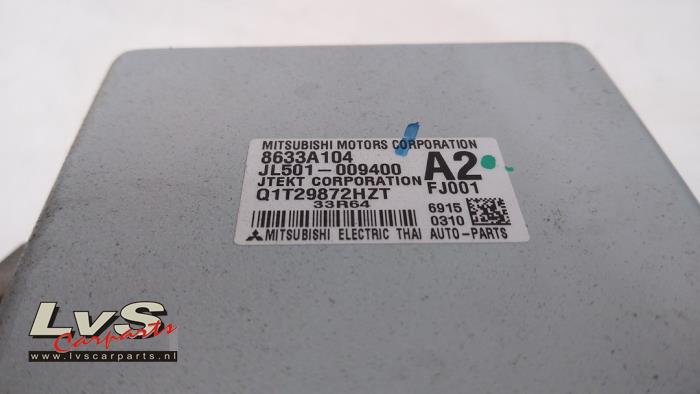 MITSUBISHI MOTORS CORPORATION
8633A104
JL501-009400
A2
JTEKT CORPORATION
FJ001
Q1T29872HZT
33R64
6915
0310
MITSUBISHI ELECTRIC THAI AUTO-PARTS
LvS
Carparts
www.lvscarparts.nl